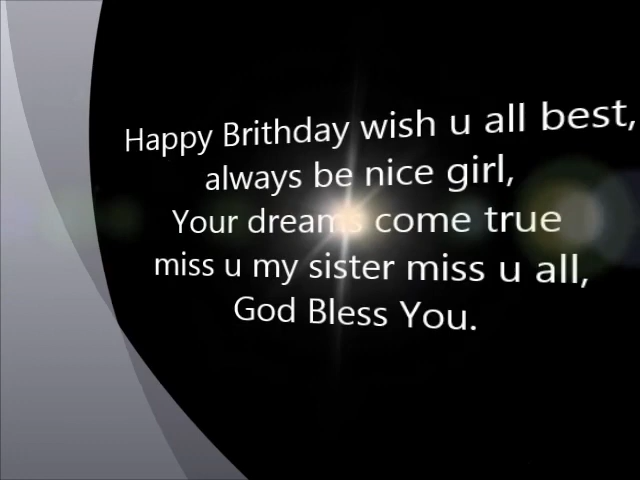 Happy Brithday wish u all best,
always be nice girl,
Your dreams come true
miss u my sister miss u all,
God Bless You.